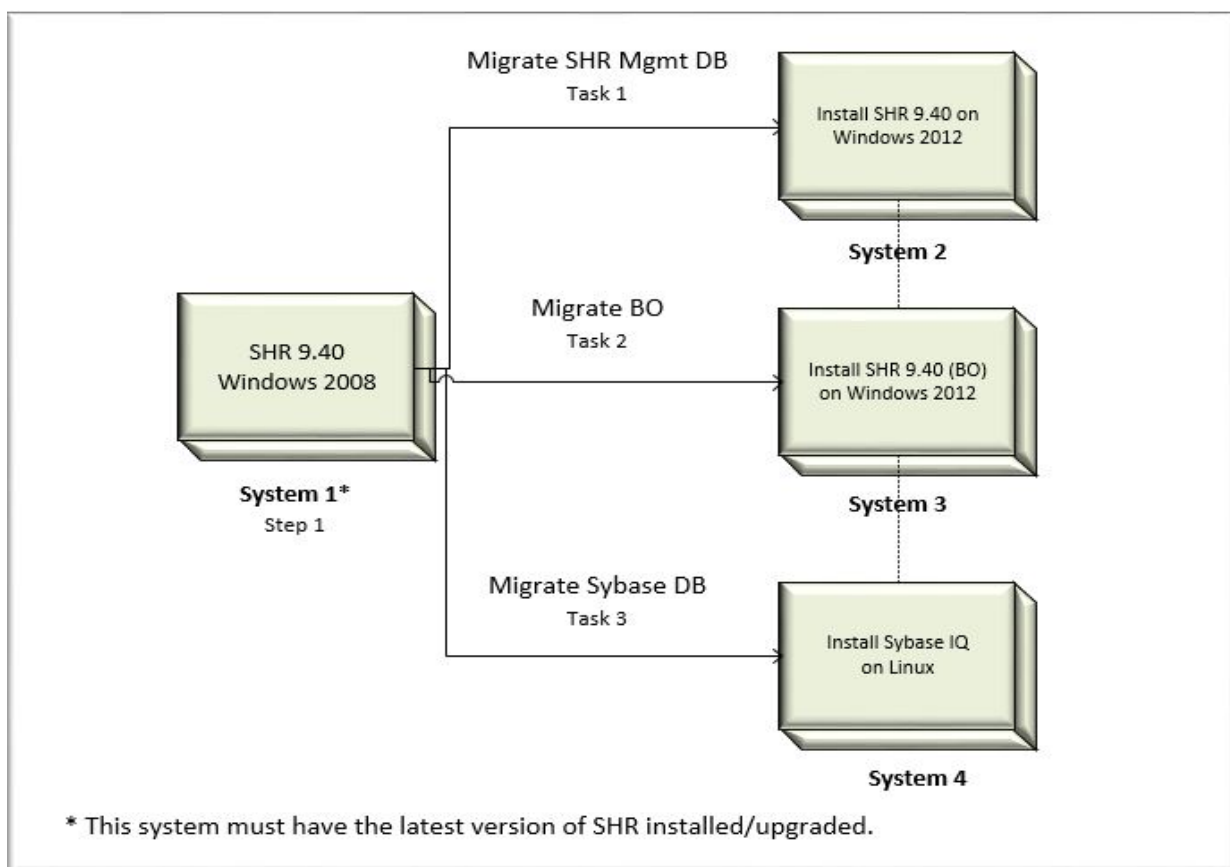 Migrate SHR Mgmt DB
Task 1
Install SHR 9.40 on
Windows 2012
System 2
SHR 9.40
Windows 2008
System 1*
Step 1
Migrate BO
Task 2
Install SHR 9.40 (BO)
on Windows 2012
System 3
Migrate Sybase DB
Task 3
Install Sybase IQ
on Linux
System 4
* This system must have the latest version of SHR installed/upgraded.